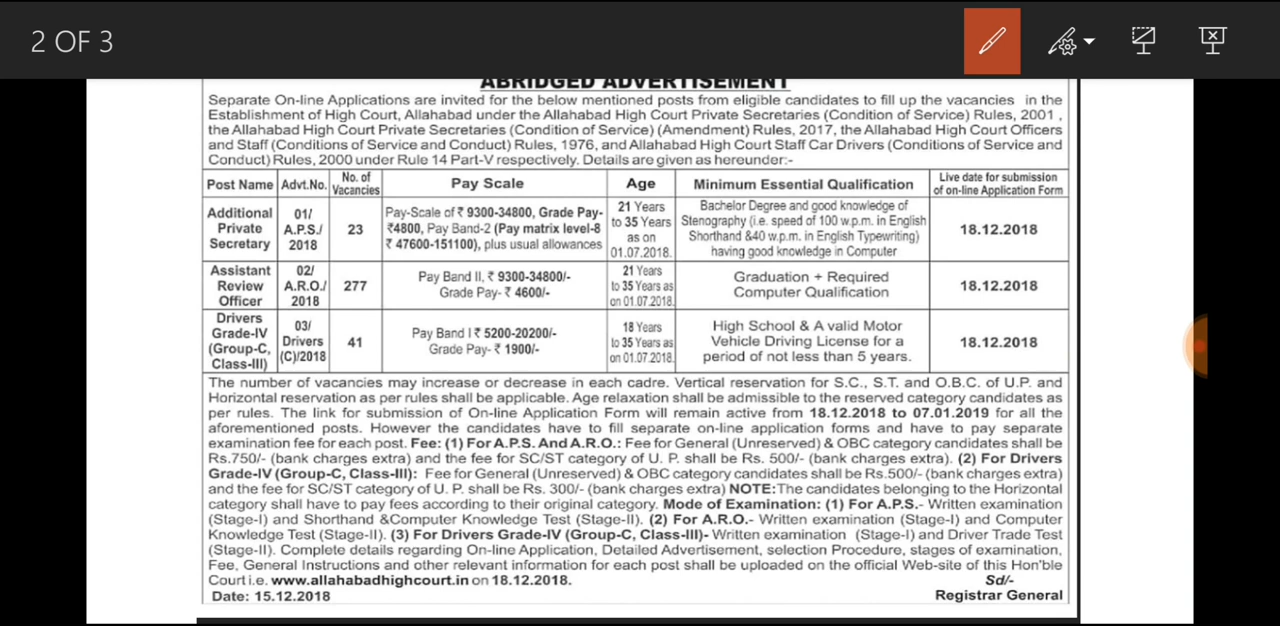 2 OF 3
ABRIDGED ADVERTISEMENT
Separate On-line Applications are invited for the below mentioned posts from eligible candidates to fill up the vacancies in the
Establishment of High Court, Allahabad under the Allahabad High Court Private Secretaries (Condition of Service) Rules, 2001 ,
the Allahabad High Court Private Secretaries (Condition of Service) (Amendment) Rules, 2017, the Allahabad High Court Officers
and Staff (Conditions of Service and Conduct) Rules, 1976, and Allahabad High Court Staff Car Drivers (Conditions of Service and
Conduct) Rules, 2000 under Rule 14 Part-V respectively. Details are given as hereunder:-
Post Name
Advt.No.
No. of
Vacancies
Pay Scale
Age
Minimum Essential Qualification
Live date for submission
of on-line Application Form
Additional
Private
Secretary
01/
A.P.S./
2018
23
Pay-Scale of ₹ 9300-34800, Grade Pay-
₹4800, Pay Band-2 (Pay matrix level-8
₹ 47600-151100), plus usual allowances
21 Years
to 35 Years
as on
01.07.2018.
Bachelor Degree and good knowledge of
Stenography (i.e. speed of 100 w.p.m. in English
Shorthand &40 w.p.m. in English Typewriting)
having good knowledge in Computer
18.12.2018
Assistant
Review
Officer
02/
A.R.O./
2018
277
Pay Band II, ₹ 9300-34800/-
Grade Pay- ₹ 4600/-
21 Years
to 35 Years as
on 01.07.2018.
Graduation + Required
Computer Qualification
18.12.2018
Drivers
Grade-IV
(Group-C,
Class-III)
03/
Drivers
(C)/2018
41
Pay Band I ₹ 5200-20200/-
Grade Pay- ₹ 1900/-
18 Years
to 35 Years as
on 01.07.2018.
High School & A valid Motor
Vehicle Driving License for a
period of not less than 5 years.
18.12.2018
The number of vacancies may increase or decrease in each cadre. Vertical reservation for S.C., S.T. and O.B.C. of U.P. and
Horizontal reservation as per rules shall be applicable. Age relaxation shall be admissible to the reserved category candidates as
per rules. The link for submission of On-line Application Form will remain active from 18.12.2018 to 07.01.2019 for all the
aforementioned posts. However the candidates have to fill separate on-line application forms and have to pay separate
examination fee for each post. Fee: (1) For A.P.S. And A.R.O.: Fee for General (Unreserved) & OBC category candidates shall be
Rs.750/- (bank charges extra) and the fee for SC/ST category of U. P. shall be Rs. 500/- (bank charges extra). (2) For Drivers
Grade-IV (Group-C, Class-III): Fee for General (Unreserved) & OBC category candidates shall be Rs.500/- (bank charges extra)
and the fee for SC/ST category of U. P. shall be Rs. 300/- (bank charges extra) NOTE:The candidates belonging to the Horizontal
category shall have to pay fees according to their original category. Mode of Examination: (1) For A.P.S.- Written examination
(Stage-I) and Shorthand &Computer Knowledge Test (Stage-II). (2) For A.R.O.- Written examination (Stage-I) and Computer
Knowledge Test (Stage-II). (3) For Drivers Grade-IV (Group-C, Class-III)- Written examination (Stage-I) and Driver Trade Test
(Stage-II). Complete details regarding On-line Application, Detailed Advertisement, selection Procedure, stages of examination,
Fee, General Instructions and other relevant information for each post shall be uploaded on the official Web-site of this Hon'ble
Court i.e. www.allahabadhighcourt.in on 18.12.2018.
Sd/-
Date: 15.12.2018
Registrar General